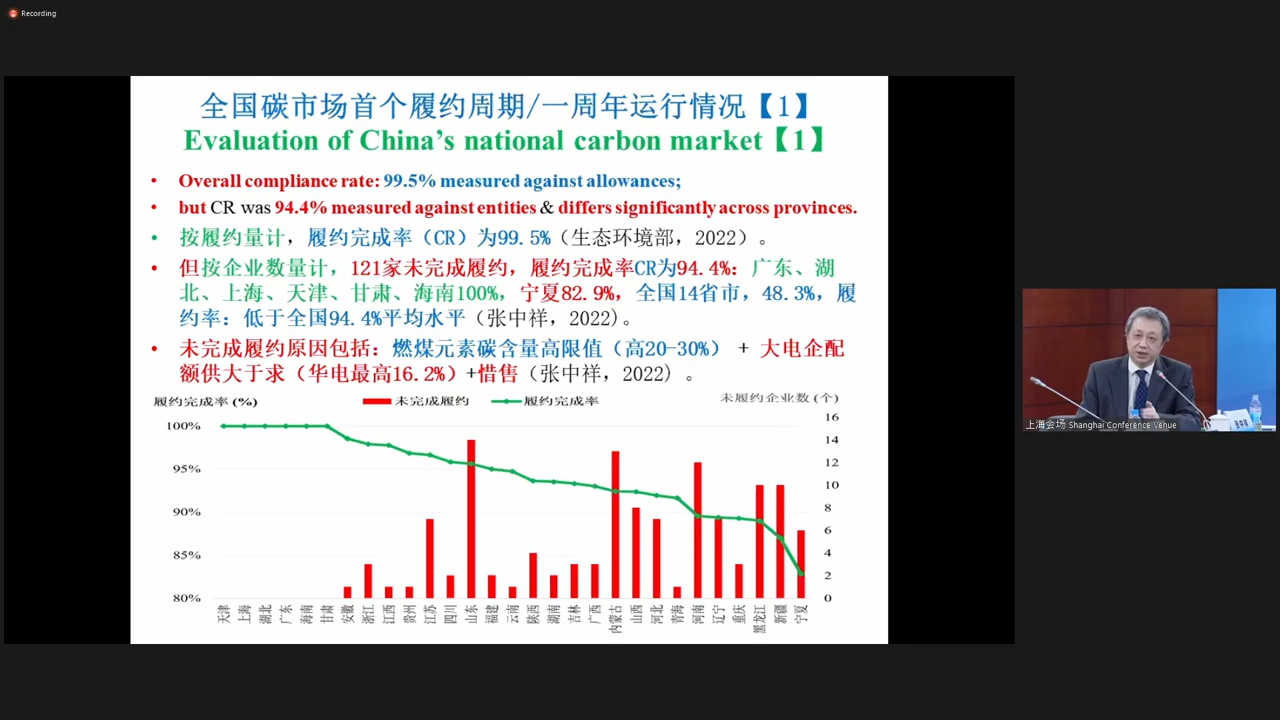 Recording
全国碳市场首个履约周期/一周年运行情况【1】
Evaluation of China's national carbon market【1】
• Overall compliance rate: 99.5% measured against allowances;
• but CR was 94.4% measured against entities & differs significantly across provinces.
• 按履约量计，履约完成率（CR）为99.5%（生态环境部，2022）。
• 但按企业数量计，121家未完成履约，履约完成率CR为94.4%：广东、湖
北、上海、天津、甘肃、海南100%，宁夏82.9%，全国14省市，48.3%，履
约率：低于全国94.4%平均水平（张中祥，2022)。
• 未完成履约原因包括：燃煤元素碳含量高限值（高20-30%） + 大电企配
额供大于求（华电最高16.2%）+惜售（张中祥，2022) 。
履约完成率 (%) 未完成履约 履约完成率 未履约企业数 (个)
100% 95% 90% 85% 80%
16 14 12 10 8 6 4 2 0
天津 上海 湖北 广东 海南 甘肃 安徽 浙江 江西 贵州 江苏 四川 山东 福建 云南 陕西 湖南 吉林 广西 内蒙古 山西 河北 青海 河南 辽宁 重庆 黑龙江 新疆 宁夏
上海会场 Shanghai Conference Venue